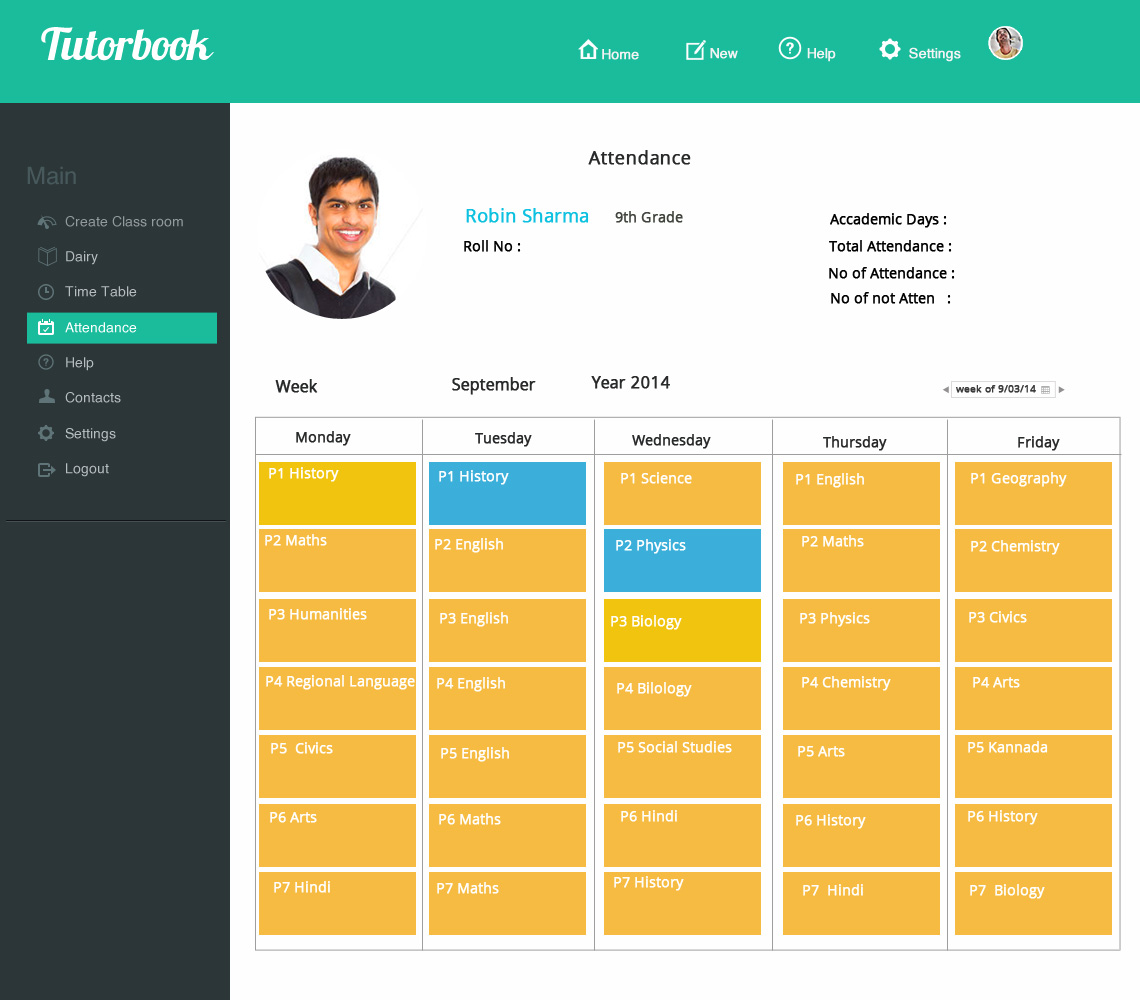 Tutorbook
Home New Help Settings
Main
Create Class room
Dairy
Time Table
Attendance
Help
Contacts
Settings
Logout
Attendance
Robin Sharma 9th Grade
Roll No :
Accademic Days :
Total Attendance :
No of Attendance :
No of not Atten :
Week September Year 2014 week of 9/03/14
Monday Tuesday Wednesday Thursday Friday
P1 History P1 History P1 Science P1 English P1 Geography
P2 Maths P2 English P2 Physics P2 Maths P2 Chemistry
P3 Humanities P3 English P3 Biology P3 Physics P3 Civics
P4 Regional Language P4 English P4 Bilology P4 Chemistry P4 Arts
P5 Civics P5 English P5 Social Studies P5 Arts P5 Kannada
P6 Arts P6 Maths P6 Hindi P6 History P6 History
P7 Hindi P7 Maths P7 History P7 Hindi P7 Biology